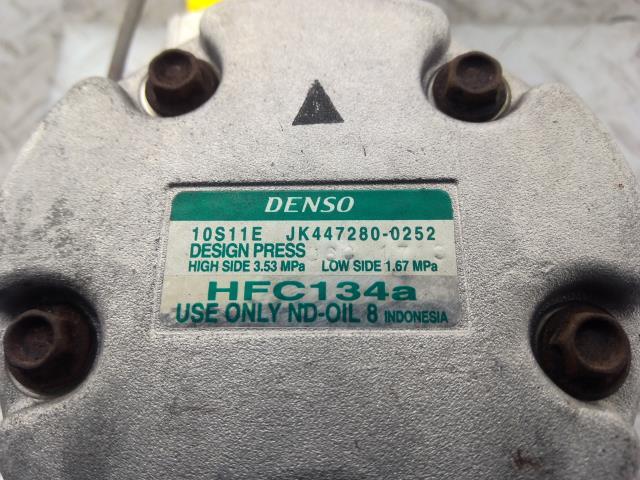 DENSO
10S11E JK447280-0252
DESIGN PRESS
HIGH SIDE 3.53 MPa LOW SIDE 1.67 MPa
HFC134a
USE ONLY ND-OIL 8 INDONESIA